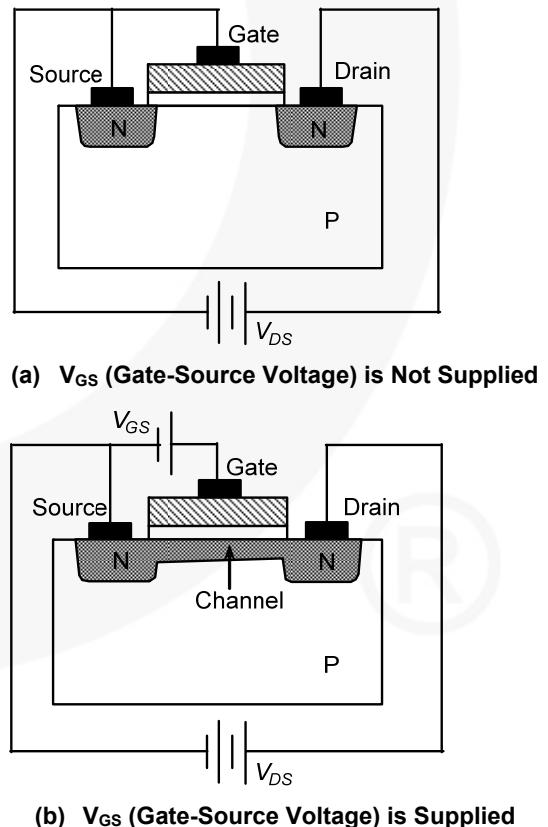 Gate
Source
Drain
N
N
P
VDS
(a) VGS (Gate-Source Voltage) is Not Supplied
VGS
Gate
Source
Drain
N
N
Channel
P
VDS
(b) VGS (Gate-Source Voltage) is Supplied
®